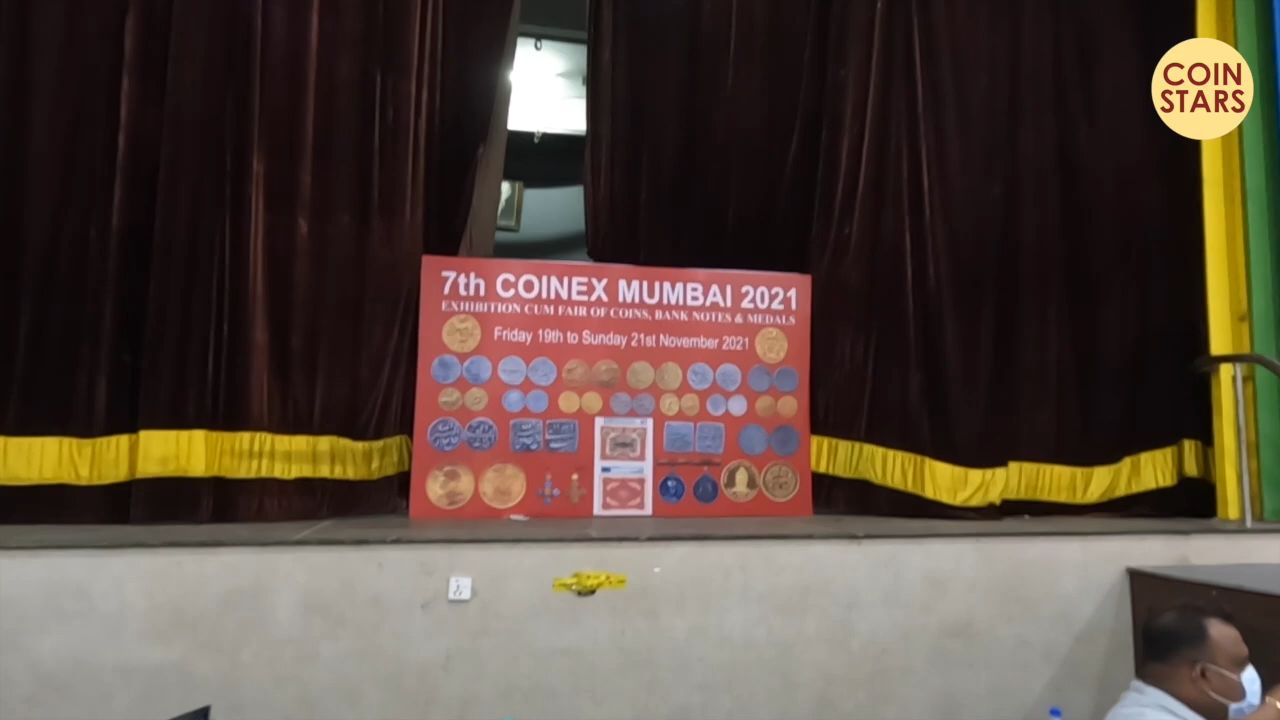 COIN
STARS
7th COINEX MUMBAI 2021
EXHIBITION CUM FAIR OF COINS, BANK NOTES & MEDALS
Friday 19th to Sunday 21st November 2021